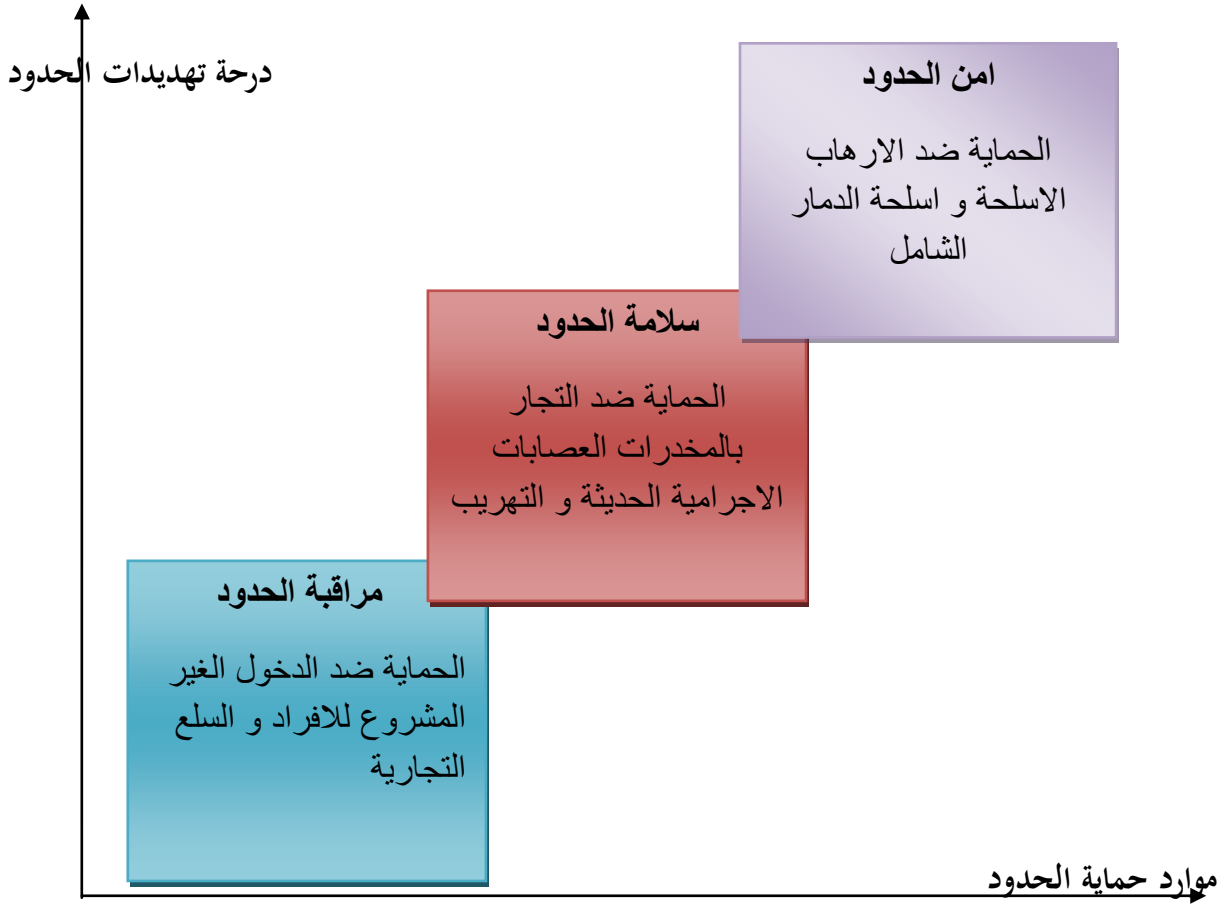 درحة تهديدات الحدود
امن الحدود
الحماية ضد الارهاب
الاسلحة و اسلحة الدمار
الشامل
سلامة الحدود
الحماية ضد التجار
بالمخدرات العصابات
الاجرامية الحديثة و التهريب
مراقبة الحدود
الحماية ضد الدخول الغير
المشروع للافراد و السلع
التجارية
موارد حماية الحدود